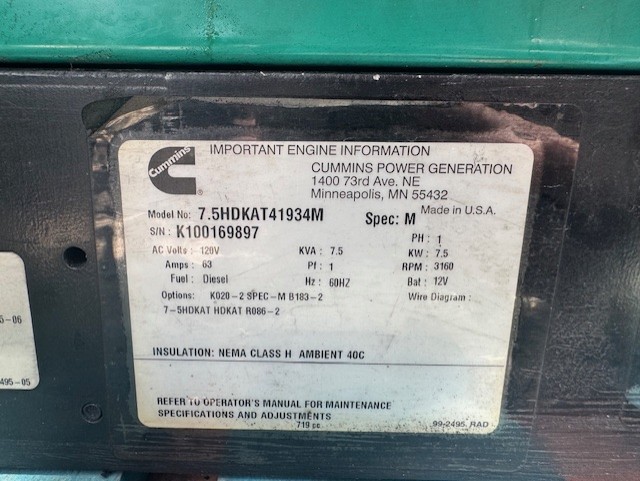 Cummins
IMPORTANT ENGINE INFORMATION
CUMMINS POWER GENERATION
1400 73rd Ave. NE
Minneapolis, MN 55432
Made in U.S.A.
Model No: 7.5HDKAT41934M Spec: M
S/N : K100169897
PH : 1
AC Volts : 120V KVA : 7.5 KW : 7.5
Amps : 63 Pf : 1 RPM : 3160
Fuel : Diesel Hz : 60HZ Bat : 12V
Options: K020-2 SPEC-M B183-2 Wire Diagram :
7-5HDKAT HDKAT R086-2
INSULATION: NEMA CLASS H AMBIENT 40C
REFER TO OPERATOR'S MANUAL FOR MAINTENANCE
SPECIFICATIONS AND ADJUSTMENTS
719 pc
99-2495. RAD
5-06
495-05